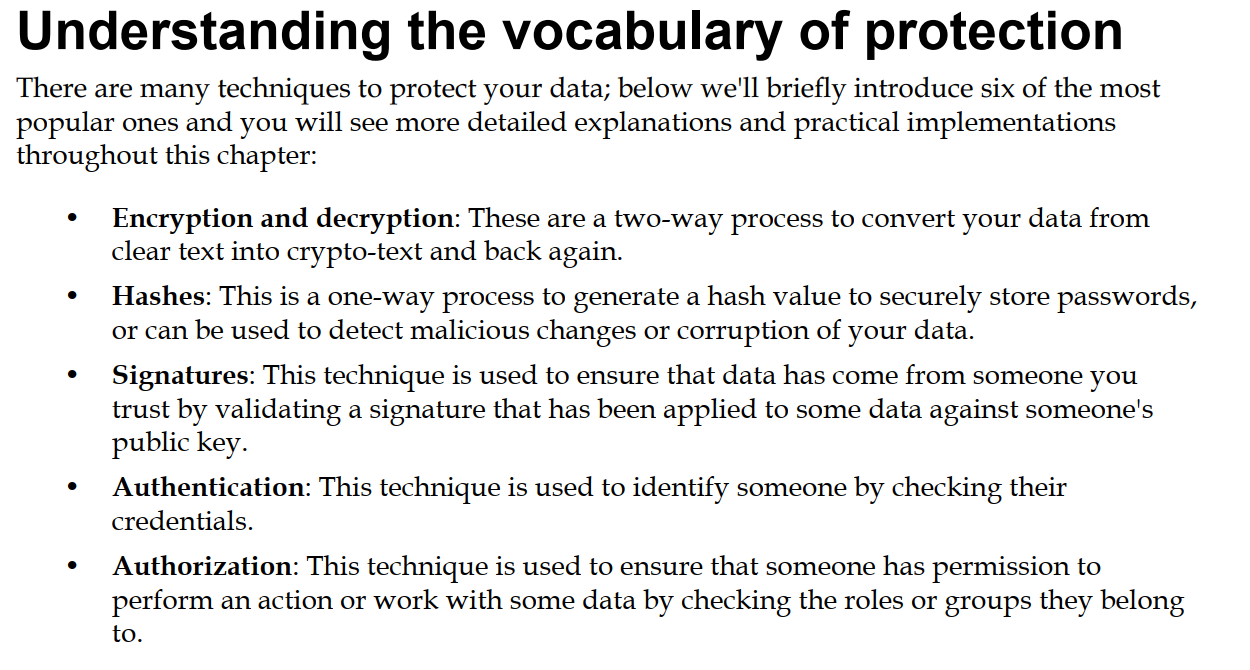 Understanding the vocabulary of protection
There are many techniques to protect your data; below we'll briefly introduce six of the most
popular ones and you will see more detailed explanations and practical implementations
throughout this chapter:
• Encryption and decryption: These are a two-way process to convert your data from
clear text into crypto-text and back again.
• Hashes: This is a one-way process to generate a hash value to securely store passwords,
or can be used to detect malicious changes or corruption of your data.
• Signatures: This technique is used to ensure that data has come from someone you
trust by validating a signature that has been applied to some data against someone's
public key.
• Authentication: This technique is used to identify someone by checking their
credentials.
• Authorization: This technique is used to ensure that someone has permission to
perform an action or work with some data by checking the roles or groups they belong
to.